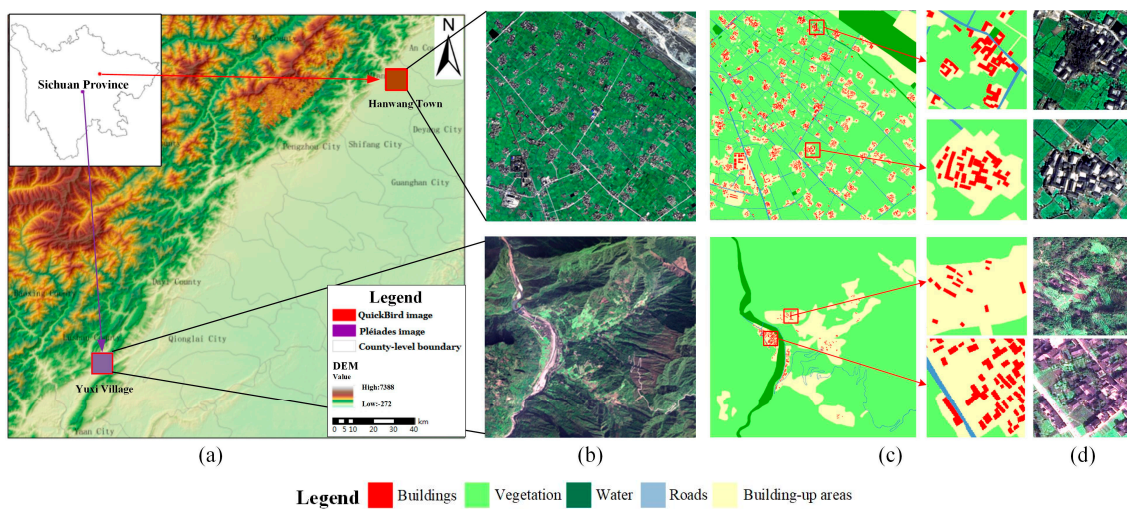 Sichuan Province
N
An Cou
Hanwang Town
Deyang City
Shifang City
Pengzhou City
Guanghan City
Dayi County
Qionglai City
Yuxi Village
Yaan City
Legend
QuickBird image
Pléiades image
County-level boundary
DEM
Value
High:7388
Low:-272
km
0 5 10 20 30 40
(a)
(b)
(c)
(d)
Legend
Buildings
Vegetation
Water
Roads
Building-up areas